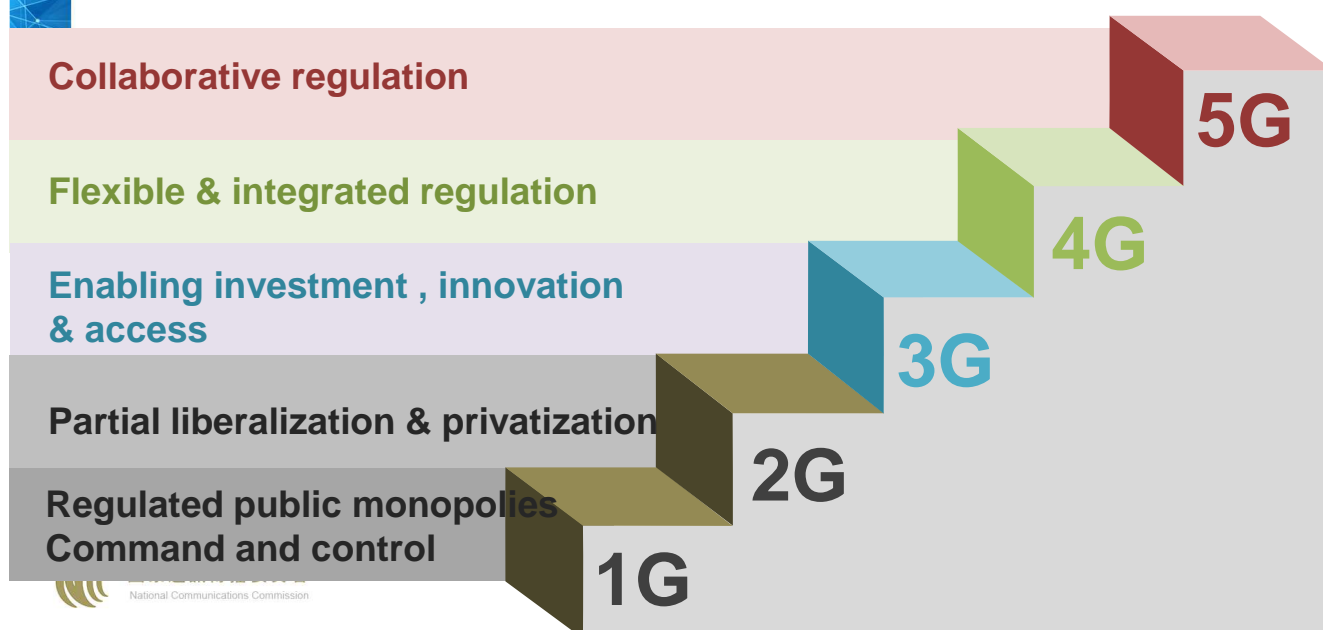 Collaborative regulation
5G
Flexible & integrated regulation
4G
Enabling investment , innovation
& access
3G
Partial liberalization & privatization
2G
Regulated public monopolies
Command and control
1G
National Communications Commission